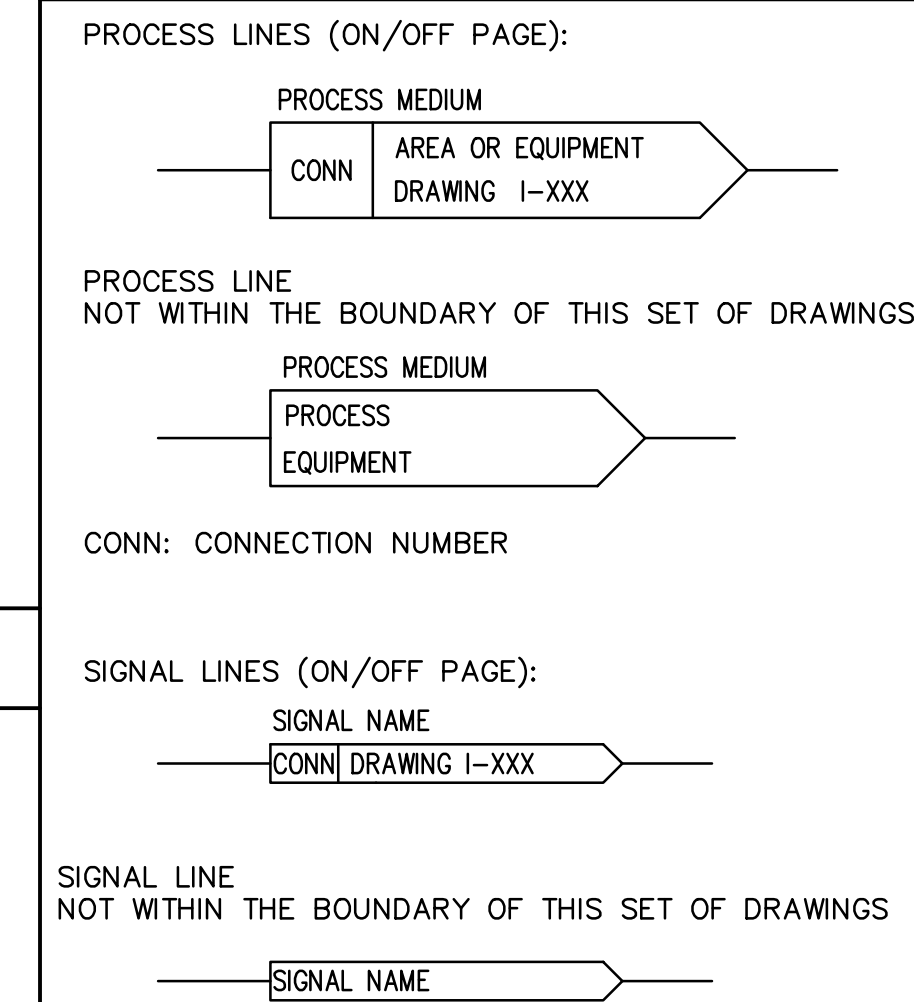 PROCESS LINES (ON/OFF PAGE):
PROCESS MEDIUM
CONN
AREA OR EQUIPMENT
DRAWING I-XXX
PROCESS LINE
NOT WITHIN THE BOUNDARY OF THIS SET OF DRAWINGS
PROCESS MEDIUM
PROCESS
EQUIPMENT
CONN: CONNECTION NUMBER
SIGNAL LINES (ON/OFF PAGE):
SIGNAL NAME
CONN DRAWING I-XXX
SIGNAL LINE
NOT WITHIN THE BOUNDARY OF THIS SET OF DRAWINGS
SIGNAL NAME